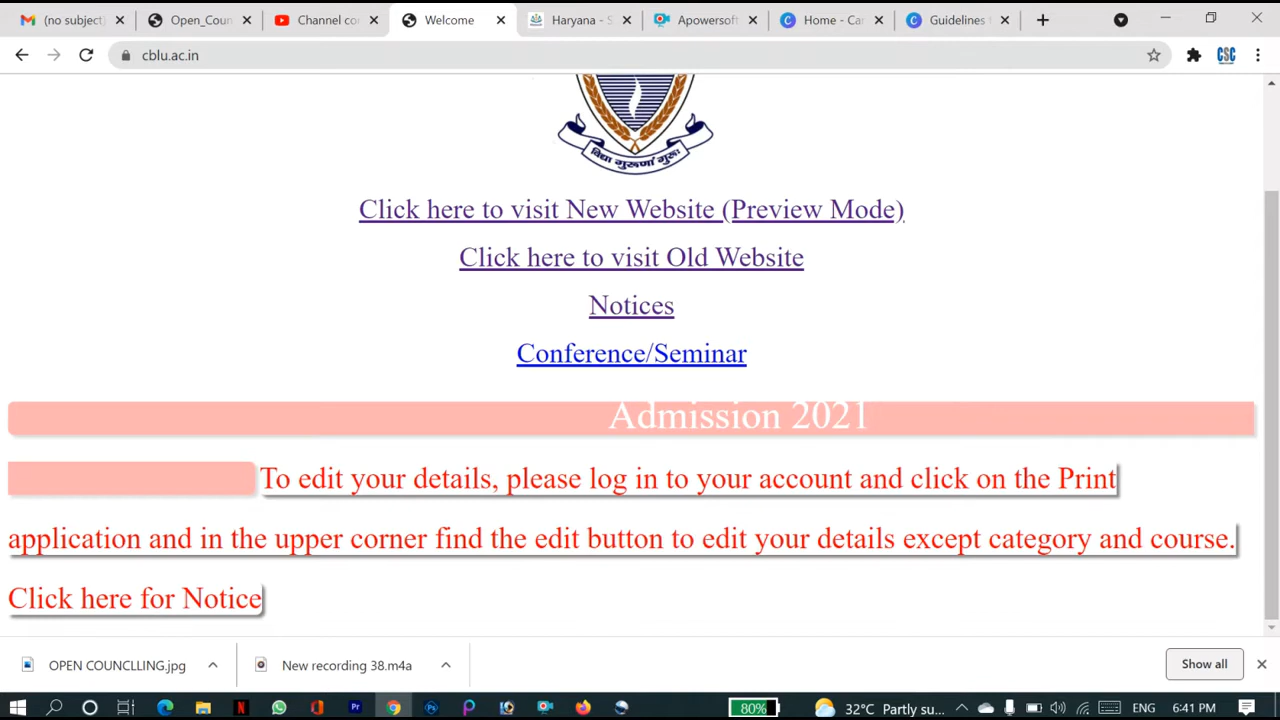 (no subject)
Open_Coun
Channel co
Welcome
Haryana - S
Apowersoft
Home - Ca
Guidelines
cblu.ac.in
CSC
विद्या गुरूणां गुरूः
Click here to visit New Website (Preview Mode)
Click here to visit Old Website
Notices
Conference/Seminar
Admission 2021
To edit your details, please log in to your account and click on the Print
application and in the upper corner find the edit button to edit your details except category and course.
Click here for Notice
OPEN COUNCLLING.jpg
New recording 38.m4a
Show all
80%
32°C Partly su...
ENG
6:41 PM